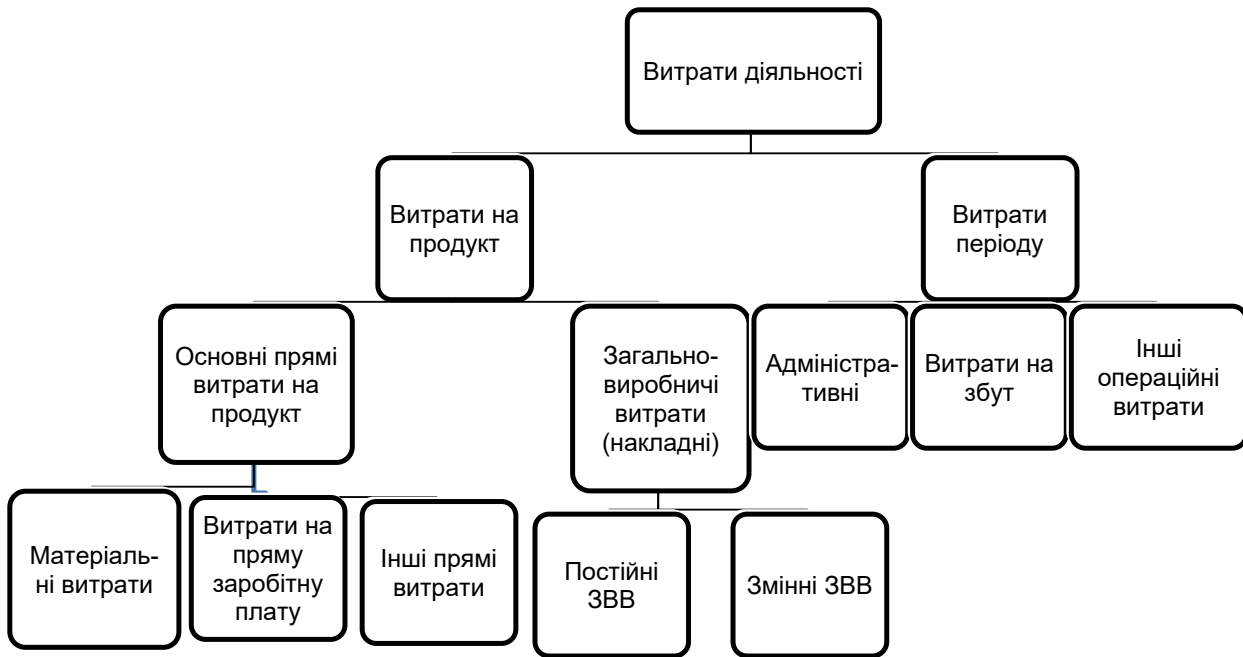 Витрати діяльності
Витрати на
продукт
Витрати
періоду
Основні прямі
витрати на
продукт
Загально-
виробничі
витрати
(накладні)
Адміністра-
тивні
Витрати на
збут
Інші
операційні
витрати
Матеріаль-
ні витрати
Витрати на
пряму
заробітну
плату
Інші прямі
витрати
Постійні
ЗВВ
Змінні ЗВВ